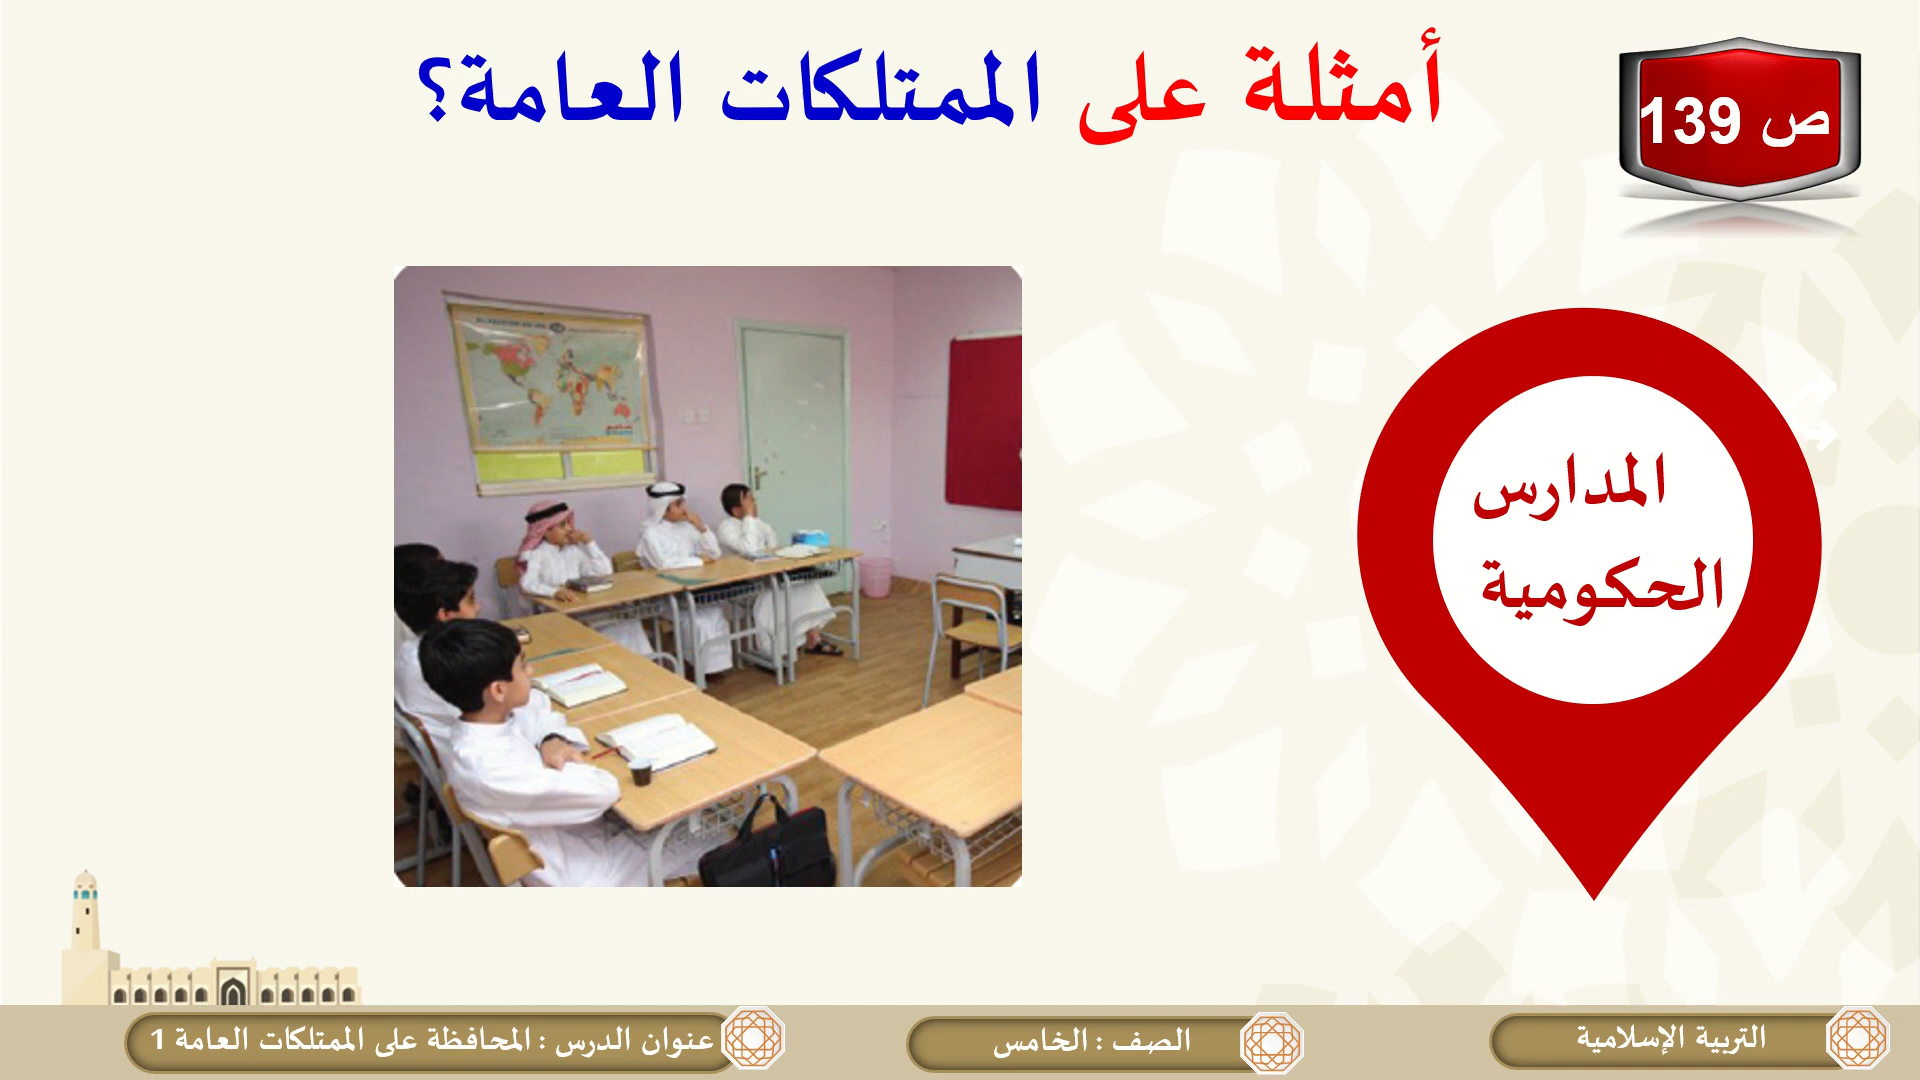 أمثلة على الممتلكات العامة؟
ص 139
المدارس
الحكومية
التربية الإسلامية
الصف : الخامس
عنوان الدرس : المحافظة على الممتلكات العامة 1